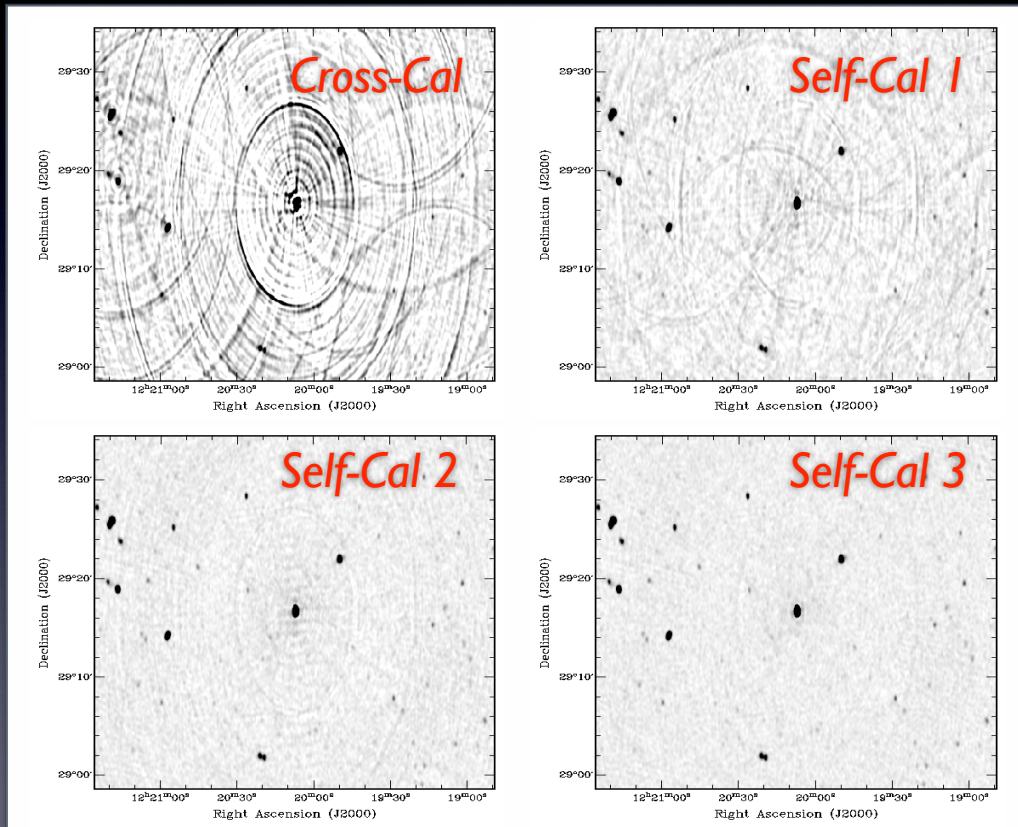 Cross-Cal
29°30'
29°20'
29°10'
29°00'
Declination (J2000)
12ʰ21ᵐ00ˢ 20ᵐ30ˢ 20ᵐ00ˢ 19ᵐ30ˢ 19ᵐ00ˢ
Right Ascension (J2000)
Self-Cal 1
29°30'
29°20'
29°10'
29°00'
Declination (J2000)
12ʰ21ᵐ00ˢ 20ᵐ30ˢ 20ᵐ00ˢ 19ᵐ30ˢ 19ᵐ00ˢ
Right Ascension (J2000)
Self-Cal 2
29°30'
29°20'
29°10'
29°00'
Declination (J2000)
12ʰ21ᵐ00ˢ 20ᵐ30ˢ 20ᵐ00ˢ 19ᵐ30ˢ 19ᵐ00ˢ
Right Ascension (J2000)
Self-Cal 3
29°30'
29°20'
29°10'
29°00'
Declination (J2000)
12ʰ21ᵐ00ˢ 20ᵐ30ˢ 20ᵐ00ˢ 19ᵐ30ˢ 19ᵐ00ˢ
Right Ascension (J2000)